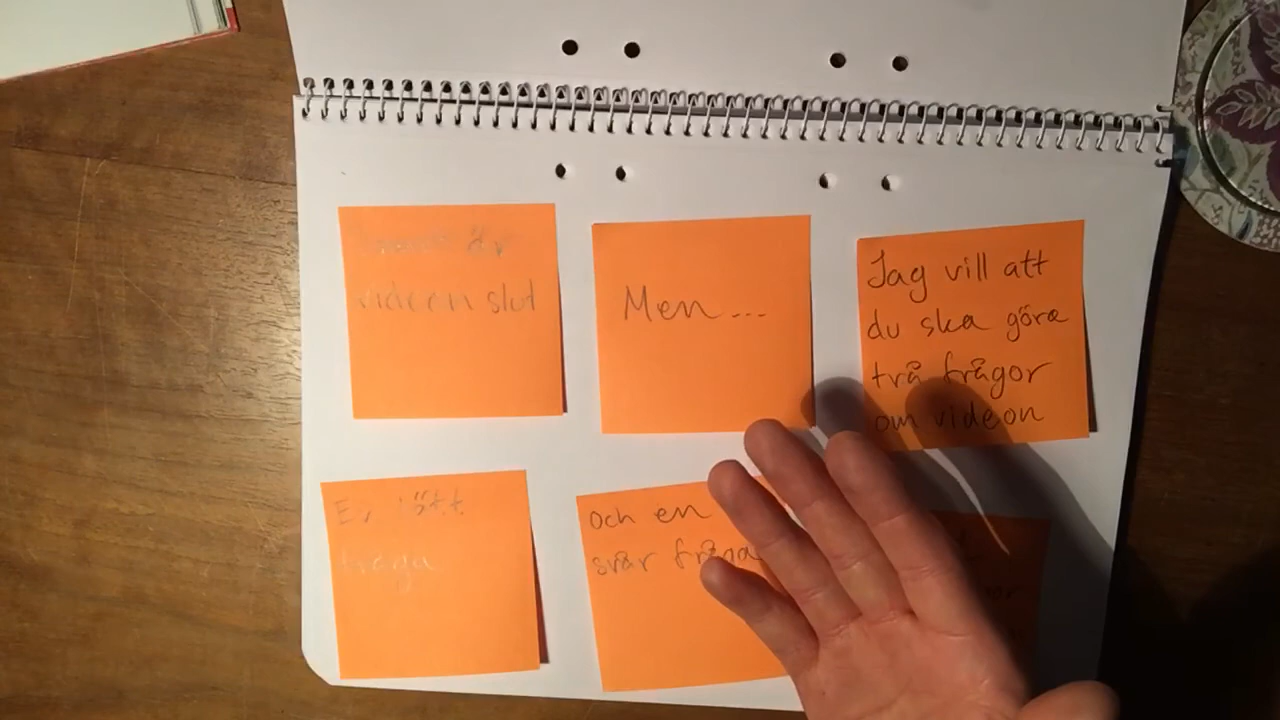 är
videon slut
Men...
Jag vill att
du ska göra
två frågor
om videon
En lätt
fråga
Och en
svår fråga